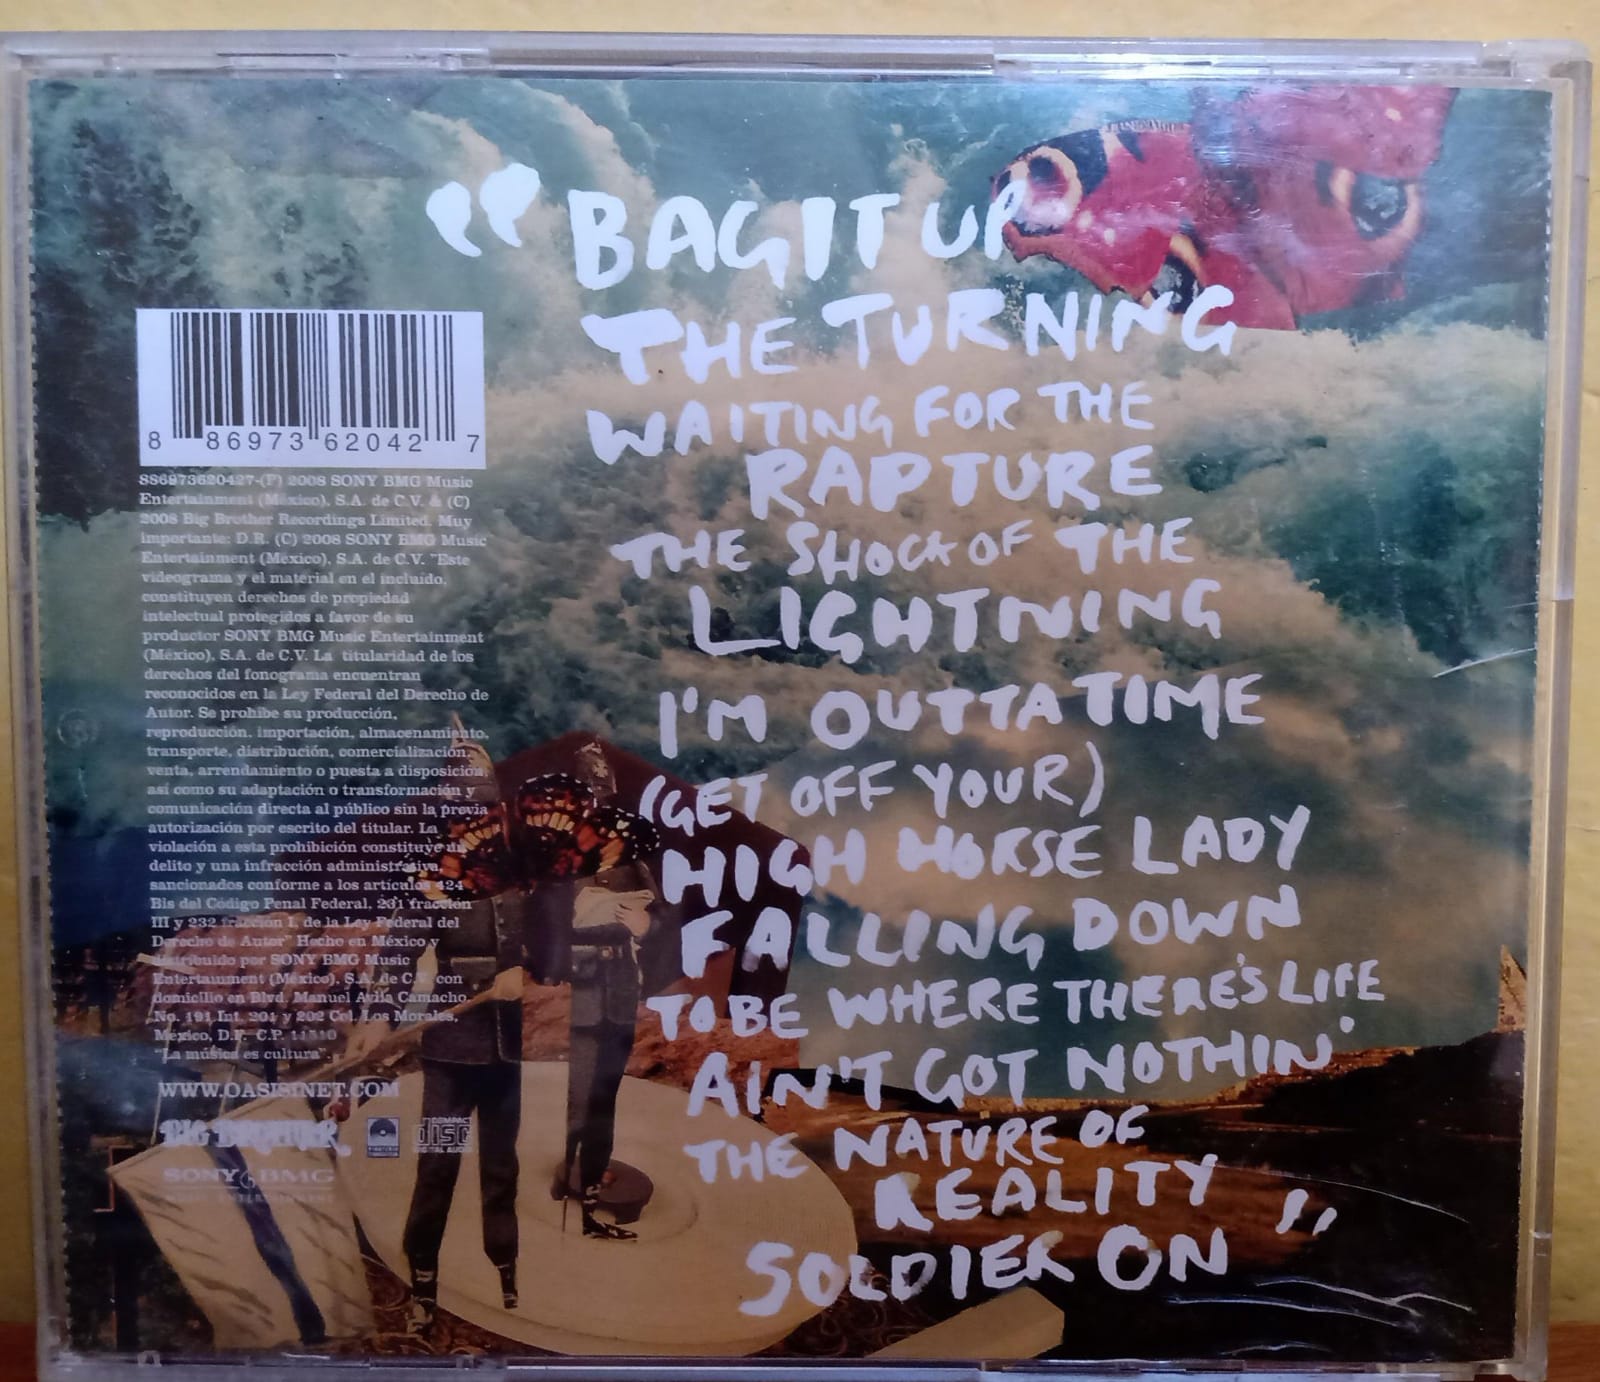 “BAG IT UP
THE TURNING
WAITING FOR THE
RAPTURE
THE SHOCK OF THE
LIGHTNING
I'M OUTTA TIME
(GET OFF YOUR)
HIGH HORSE LADY
FALLING DOWN
TO BE WHERE THERE'S LIFE
AIN'T GOT NOTHIN'
THE NATURE OF
REALITY
SOLDIER ON”
8 86973 62042 7
886973620427-(P) 2008 SONY BMG Music
Entertainment (México), S.A. de C.V. & (C)
2008 Big Brother Recordings Limited. Muy
importante: D.R. (C) 2008 SONY BMG Music
Entertainment (México), S.A. de C.V. "Este
videograma y el material en el incluído,
constituyen derechos de propiedad
intelectual protegidos a favor de su
productor SONY BMG Music Entertainment
(México), S.A. de C.V. La titularidad de los
derechos del fonograma encuentran
reconocidos en la Ley Federal del Derecho de
Autor. Se prohibe su producción,
reproducción, importación, almacenamiento,
transporte, distribución, comercialización,
venta, arrendamiento o puesta a disposición,
así como su adaptación o transformación y
comunicación directa al público sin la previa
autorización por escrito del titular. La
violación a esta prohibición constituye un
delito y una infracción administrativa,
sancionados conforme a los artículos 424
Bis del Código Penal Federal, 231 fracción
III y 232 fracción I, de la Ley Federal del
Derecho de Autor" Hecho en México y
distribuido por SONY BMG Music
Entertainment (México), S.A. de C.V. con
domicilio en Blvd. Manuel Avila Camacho
No. 191 Int. 201 y 202 Col. Los Morales,
México, D.F. C.P. 11510
"La música es cultura".
WWW.OASISINET.COM
BIG BROTHER
COMPACT
disc
DIGITAL AUDIO
SONY BMG
MUSIC ENTERTAINMENT